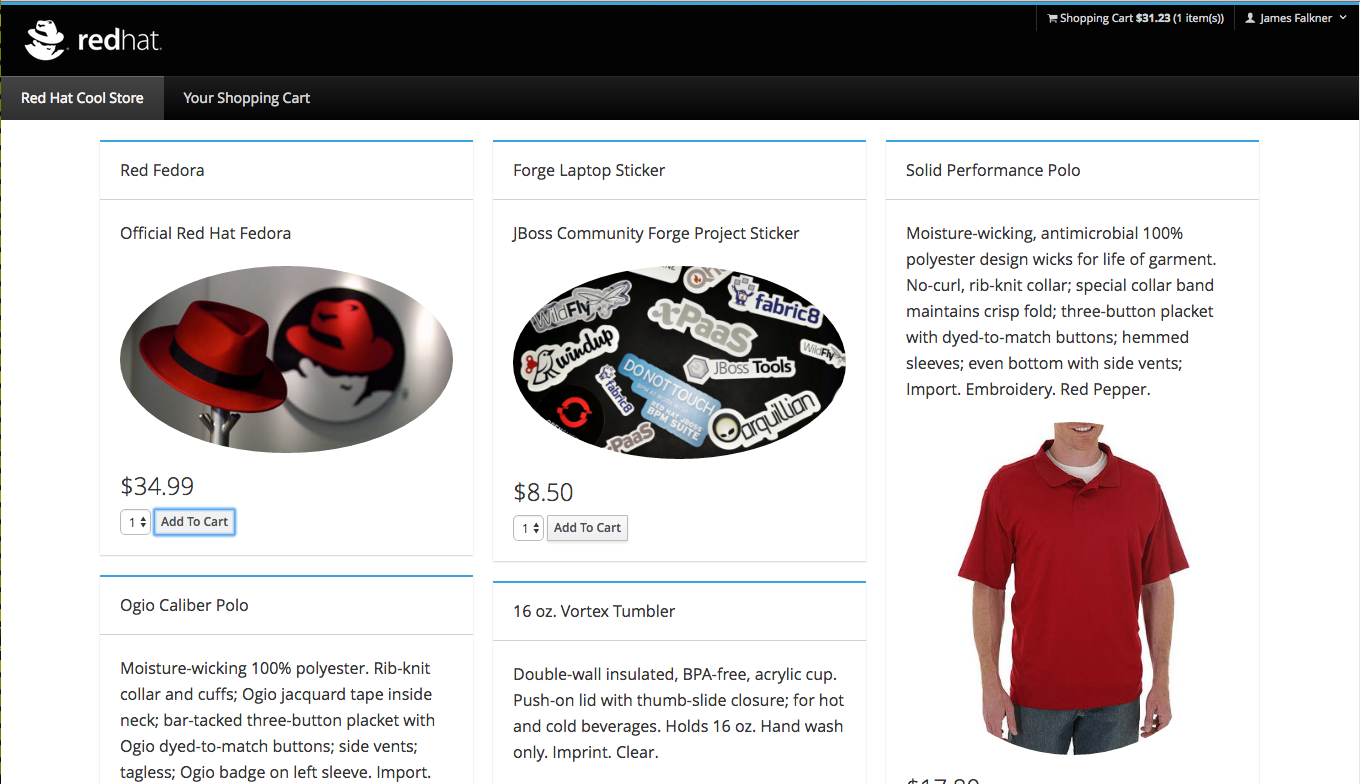 Shopping Cart $31.23 (1 item(s))
James Falkner
redhat.
Red Hat Cool Store
Your Shopping Cart
Red Fedora
Official Red Hat Fedora
$34.99
1
Add To Cart
Forge Laptop Sticker
JBoss Community Forge Project Sticker
WildFly
fabric8
xPaaS
WildFly
windup
JBoss Tools
DO NOT TOUCH
fabric8
RED HAT JBOSS
BPM SUITE
arquillian
xPaaS
$8.50
1
Add To Cart
Solid Performance Polo
Moisture-wicking, antimicrobial 100%
polyester design wicks for life of garment.
No-curl, rib-knit collar; special collar band
maintains crisp fold; three-button placket
with dyed-to-match buttons; hemmed
sleeves; even bottom with side vents;
Import. Embroidery. Red Pepper.
Ogio Caliber Polo
Moisture-wicking 100% polyester. Rib-knit
collar and cuffs; Ogio jacquard tape inside
neck; bar-tacked three-button placket with
Ogio dyed-to-match buttons; side vents;
tagless; Ogio badge on left sleeve. Import.
16 oz. Vortex Tumbler
Double-wall insulated, BPA-free, acrylic cup.
Push-on lid with thumb-slide closure; for hot
and cold beverages. Holds 16 oz. Hand wash
only. Imprint. Clear.